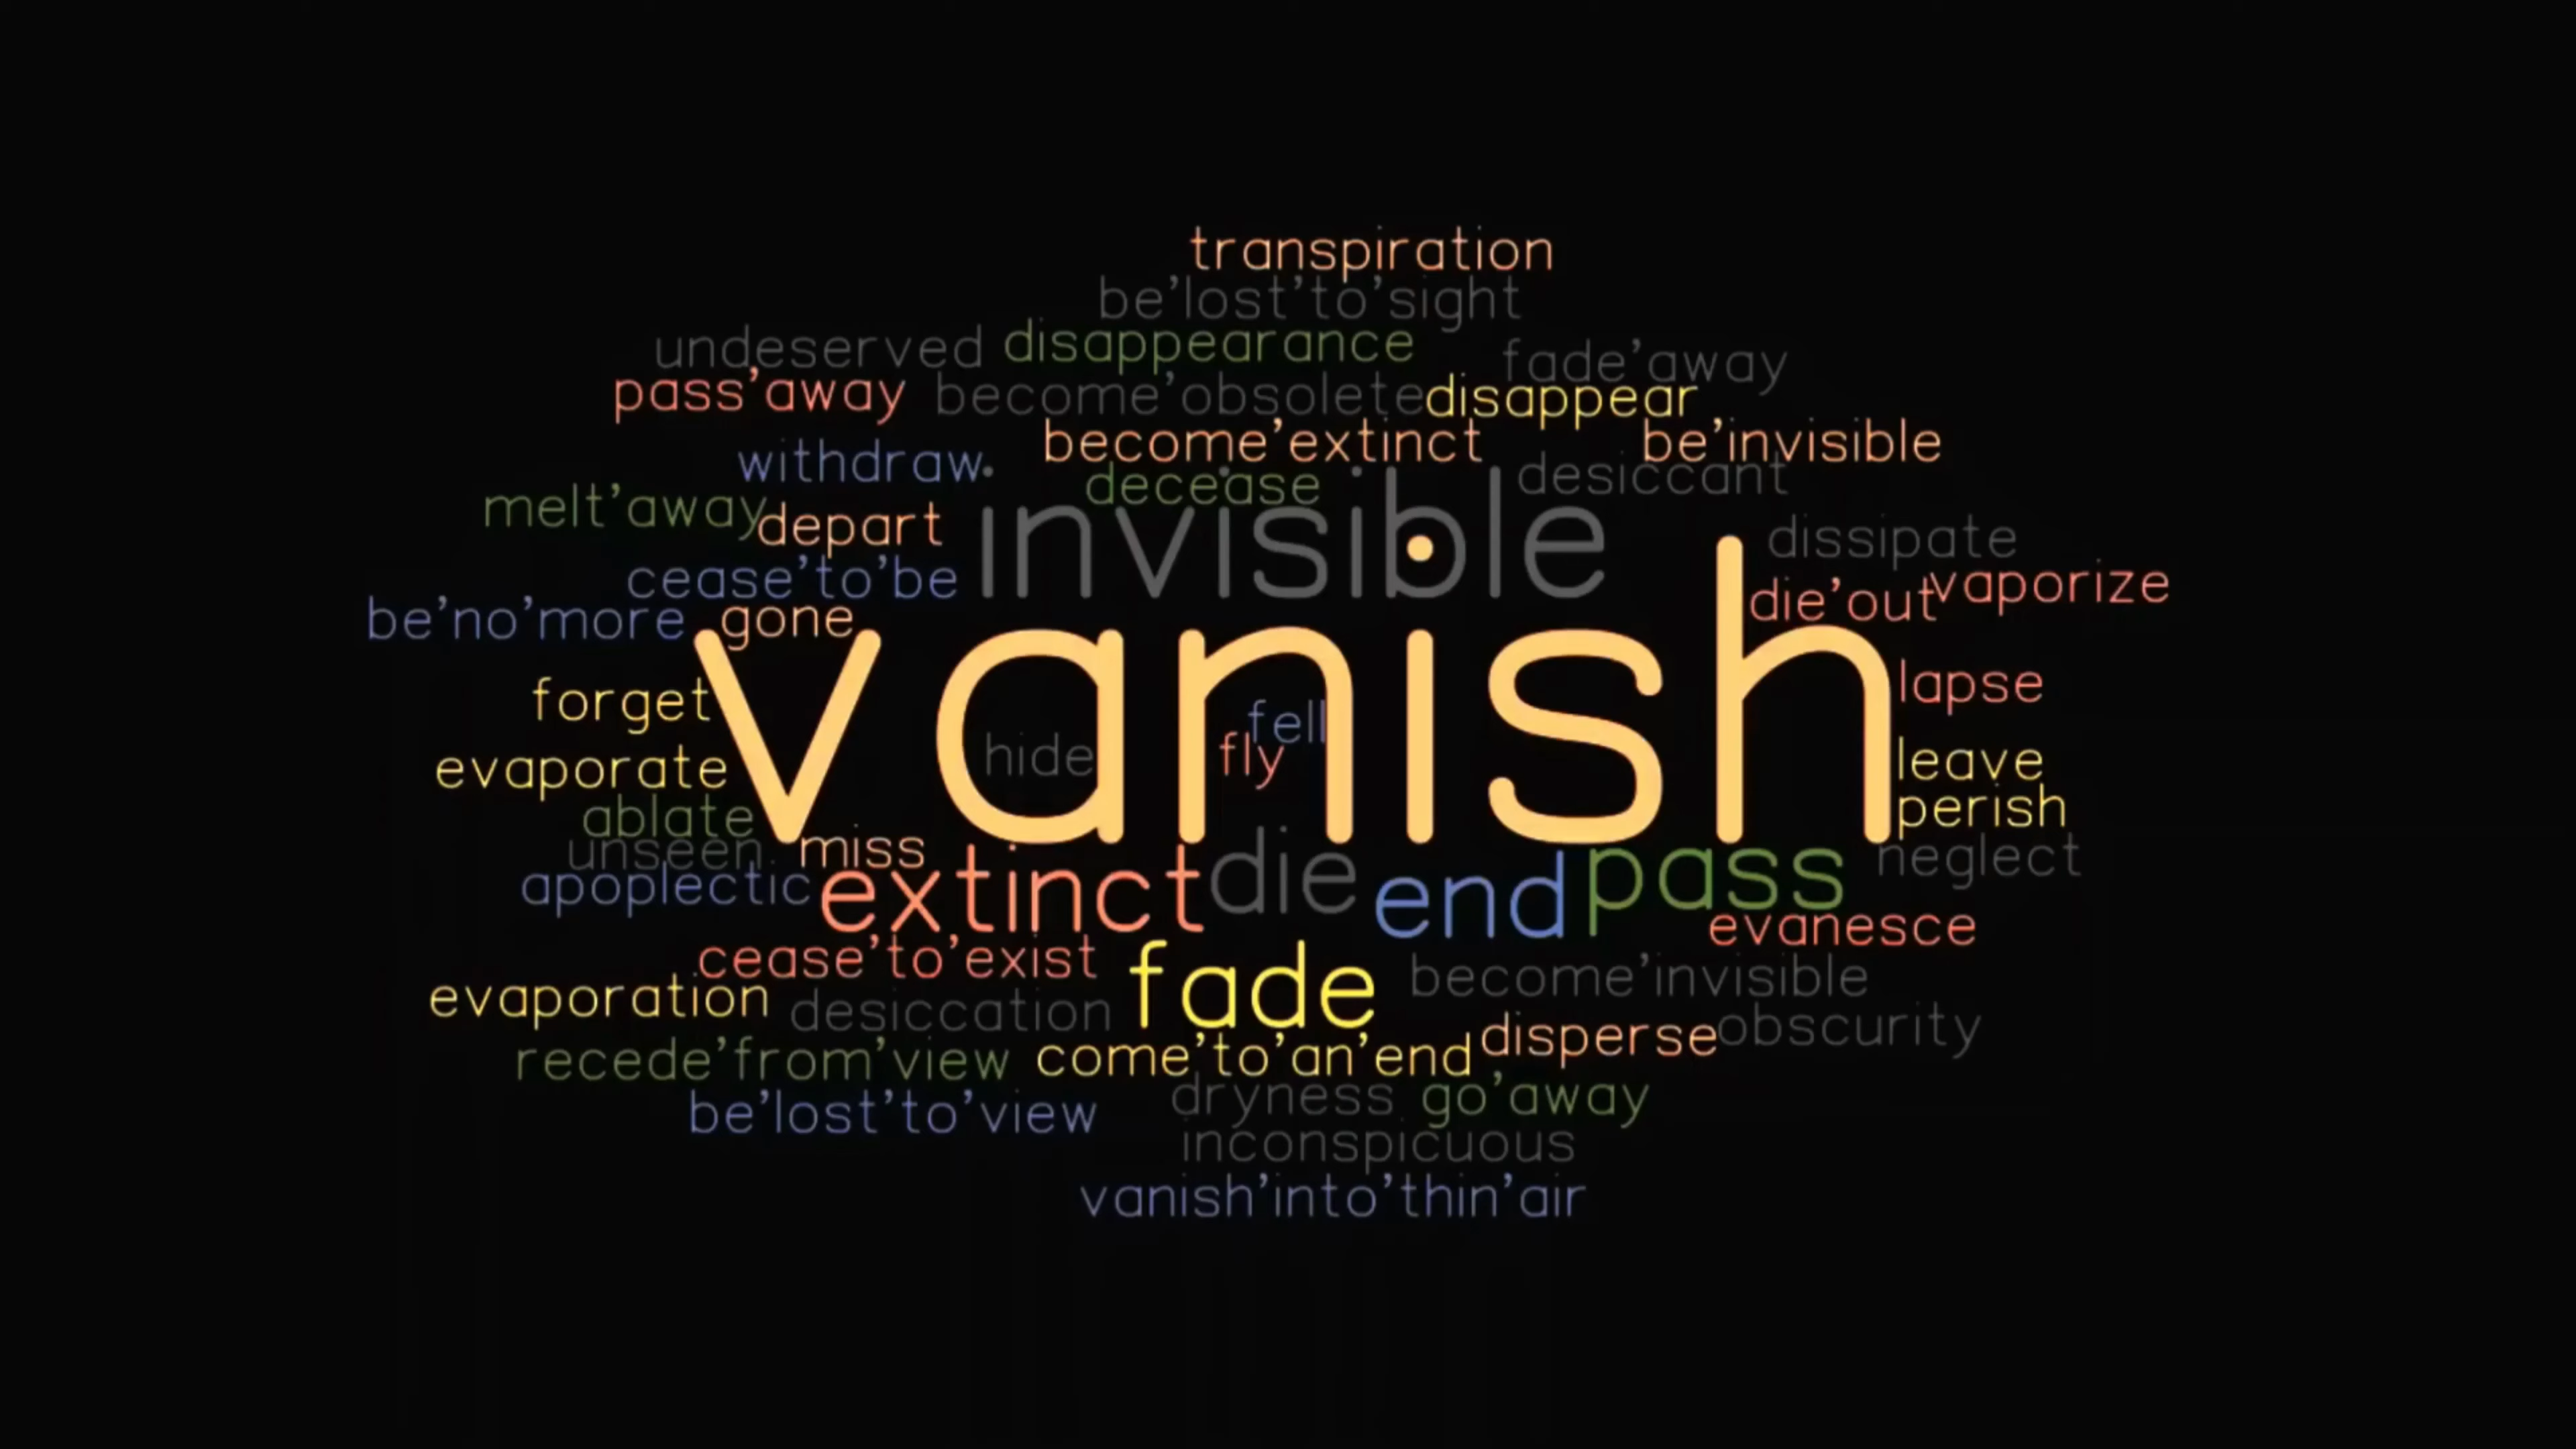 transpiration
be'lost'to'sight
undeserved disappearance fade'away
pass'away become'obsolete disappear
withdraw become'extinct be'invisible
decease desiccant
melt'away depart invisible dissipate
cease'to'be die'out vaporize
be'no'more gone
vanish
forget lapse
fell
evaporate hide fly leave
ablate perish
unseen miss neglect
apoplectic extinct die end pass
evanesce
cease'to'exist fade become'invisible
evaporation desiccation disperse obscurity
recede'from'view come'to'an'end
be'lost'to'view dryness go'away
inconspicuous
vanish'into'thin'air